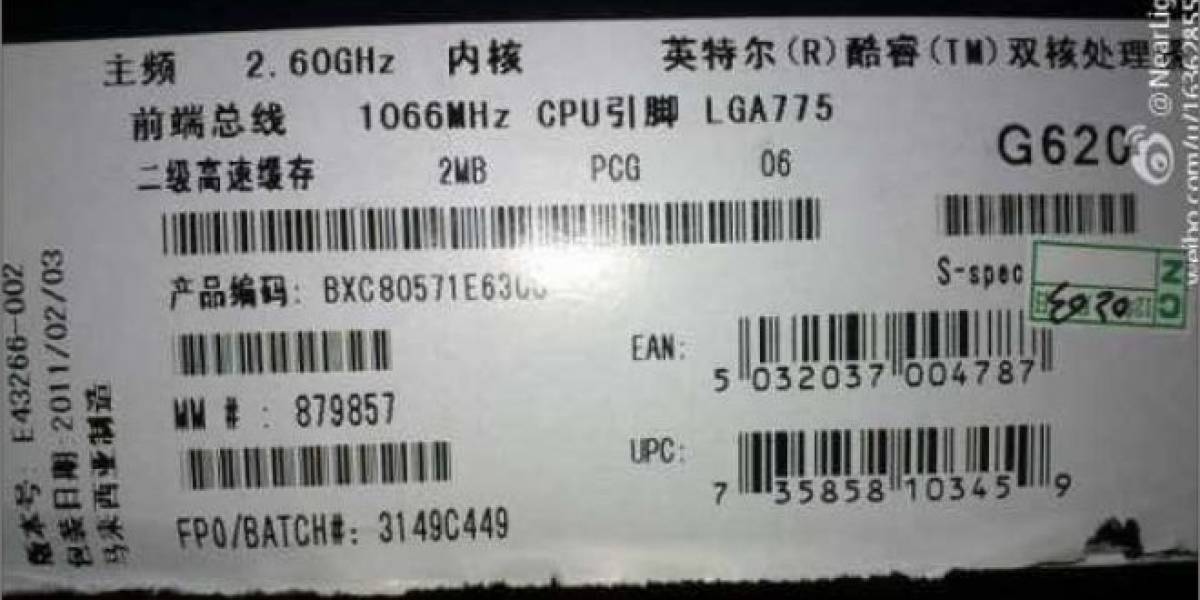 主频 2.60GHz 内核 英特尔(R)酷睿(TM)双核处理
前端总线 1066MHz CPU引脚 LGA775
G620
二级高速缓存 2MB PCG 06
产品编码: BXC80571E6300
S-spec
MM # : 879857
EAN:
5 032037 004787
FPO/BATCH#: 3149C449
UPC:
7 35858 10345 9
版本号: E43266-002
包装日期 2011/02/03
马来西亚制造
@NearLig